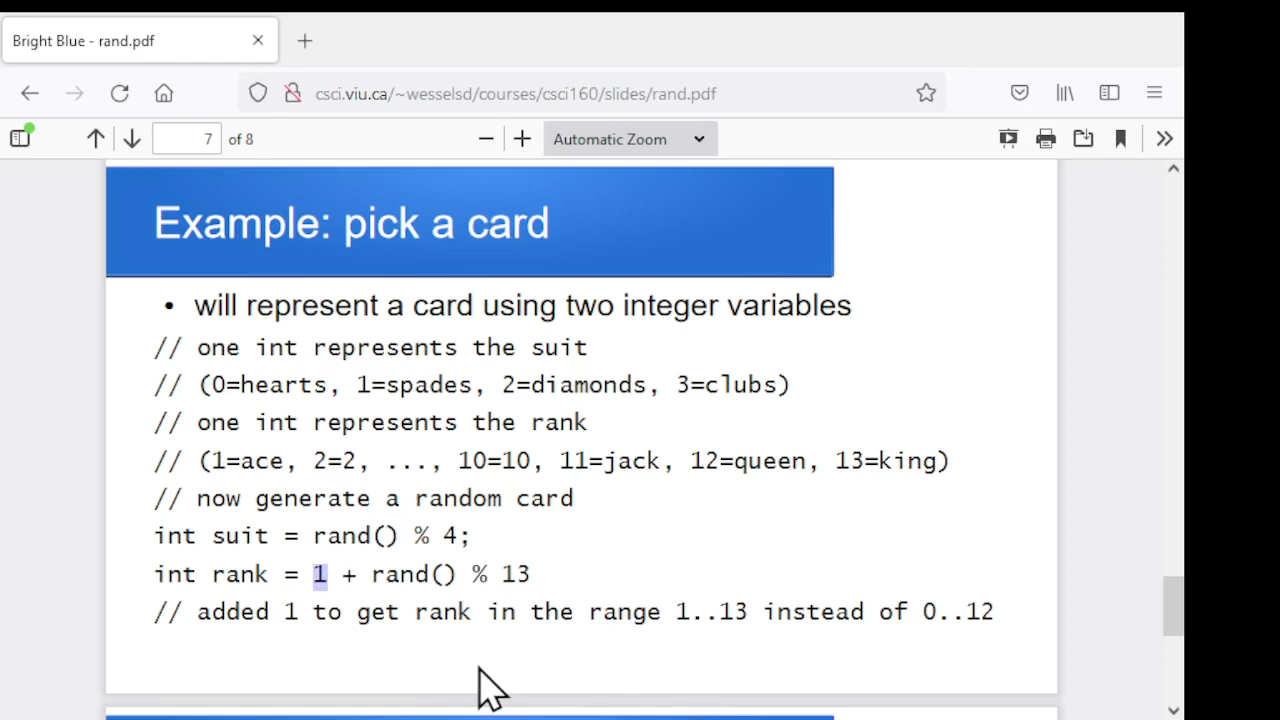 Bright Blue - rand.pdf
csci.viu.ca/~wesselsd/courses/csci160/slides/rand.pdf
7 of 8
Automatic Zoom
Example: pick a card
• will represent a card using two integer variables
// one int represents the suit
// (0=hearts, 1=spades, 2=diamonds, 3=clubs)
// one int represents the rank
// (1=ace, 2=2, ..., 10=10, 11=jack, 12=queen, 13=king)
// now generate a random card
int suit = rand() % 4;
int rank = 1 + rand() % 13
// added 1 to get rank in the range 1..13 instead of 0..12